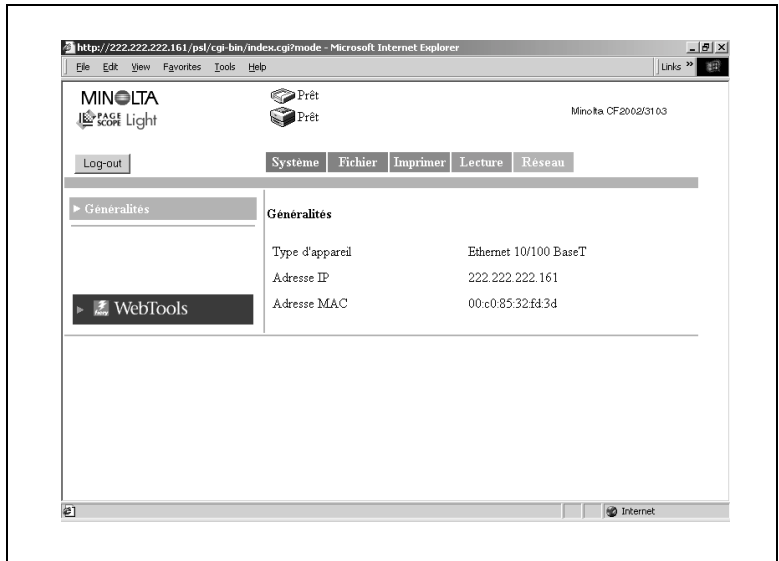 http://222.222.222.161/psl/cgi-bin/index.cgi?mode - Microsoft Internet Explorer
File Edit View Favorites Tools Help
Links »
MINOLTA
PAGE SCOPE Light
Prêt
Prêt
Minolta CF2002/3103
Log-out
Système Fichier Imprimer Lecture Réseau
Généralités
Généralités
Type d'appareil Ethernet 10/100 BaseT
Adresse IP 222.222.222.161
Adresse MAC 00:c0:85:32:fd:3d
WebTools
Internet